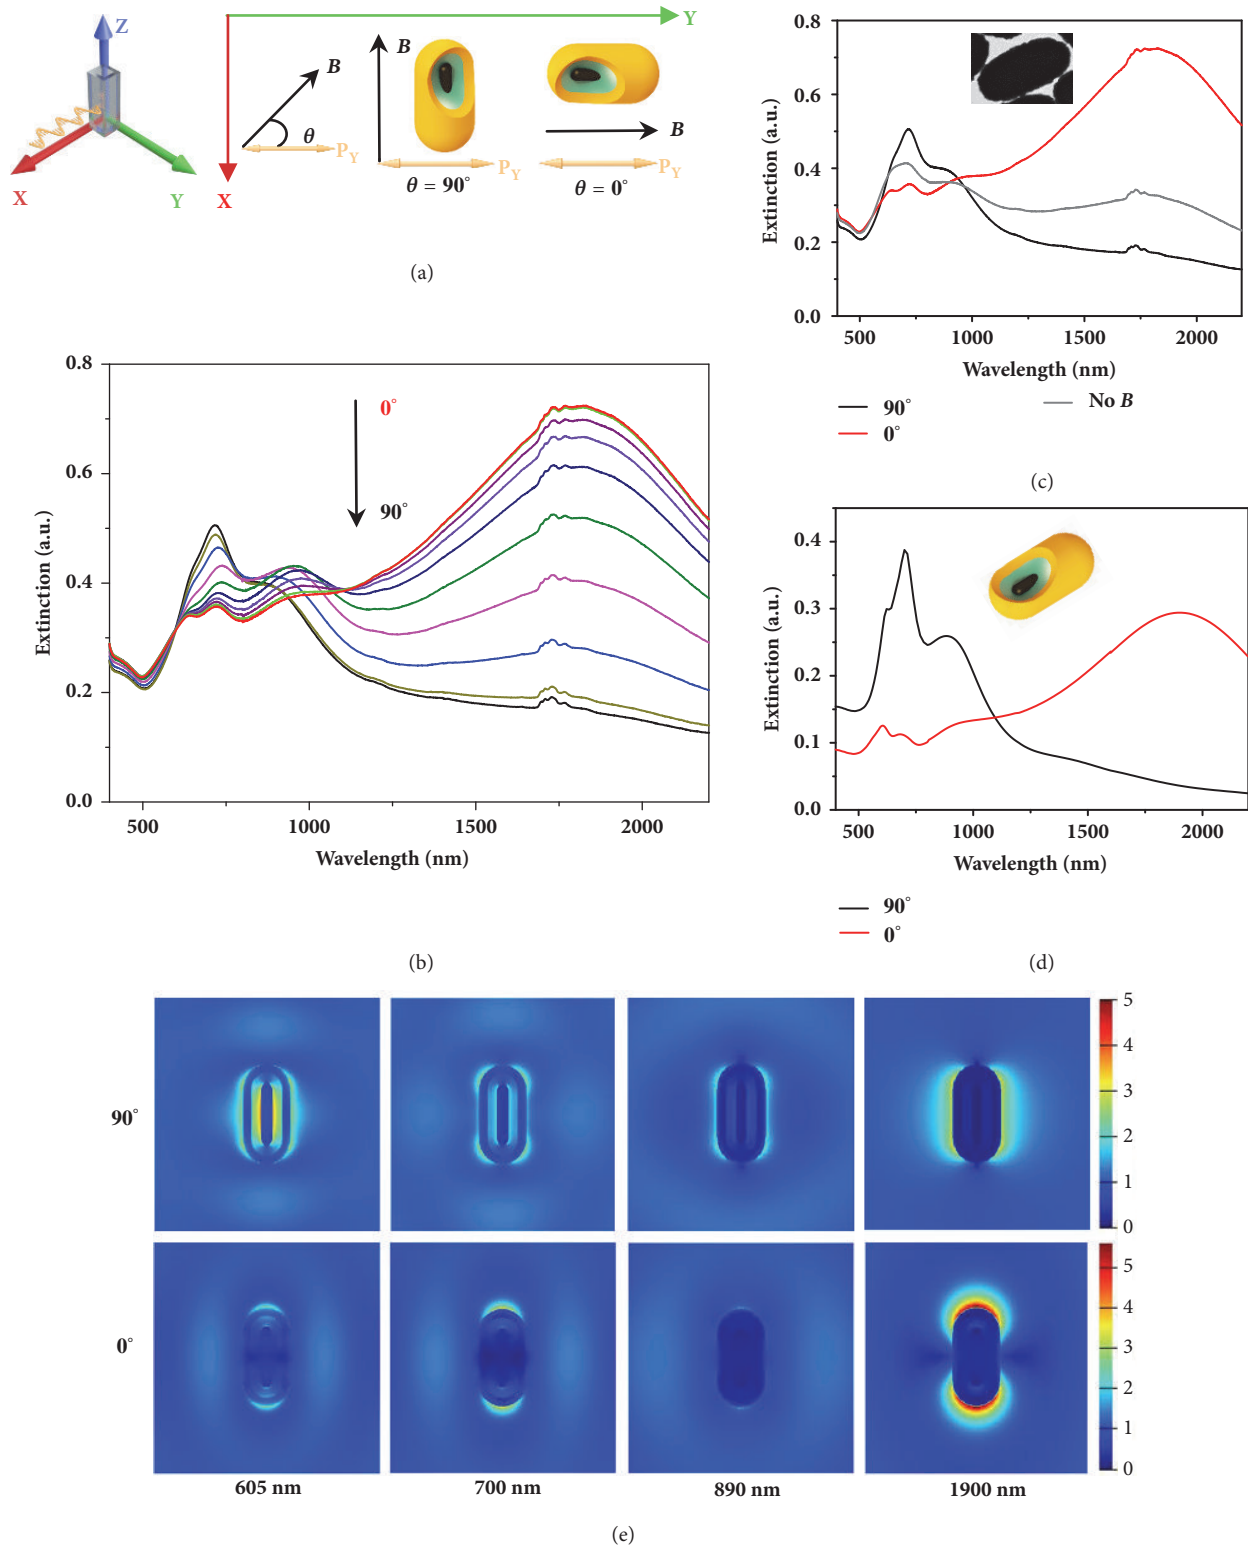 Z
X
Y
Y
X
B
θ
P_Y
B
P_Y
θ = 90°
B
P_Y
θ = 0°
(a)
Extinction (a.u.)
0.8
0.6
0.4
0.2
0.0
500
1000
1500
2000
Wavelength (nm)
90°
No B
0°
(c)
Extinction (a.u.)
0.8
0.6
0.4
0.2
0.0
0°
90°
500
1000
1500
2000
Wavelength (nm)
(b)
Extinction (a.u.)
0.4
0.3
0.2
0.1
0.0
500
1000
1500
2000
Wavelength (nm)
90°
0°
(d)
90°
5
4
3
2
1
0
0°
5
4
3
2
1
0
605 nm
700 nm
890 nm
1900 nm
(e)